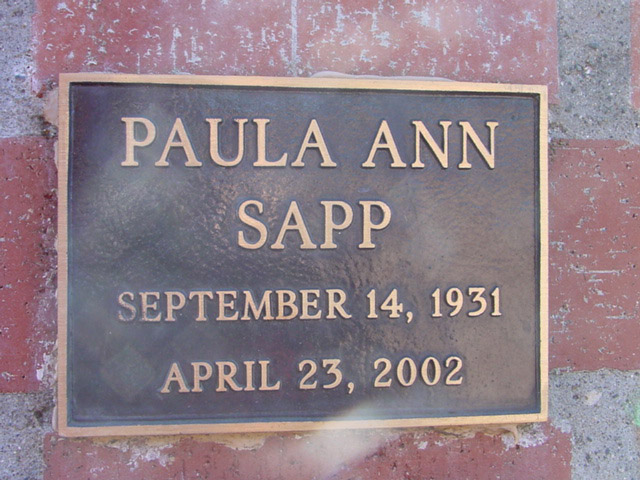 PAULA ANN
SAPP
SEPTEMBER 14, 1931
APRIL 23, 2002